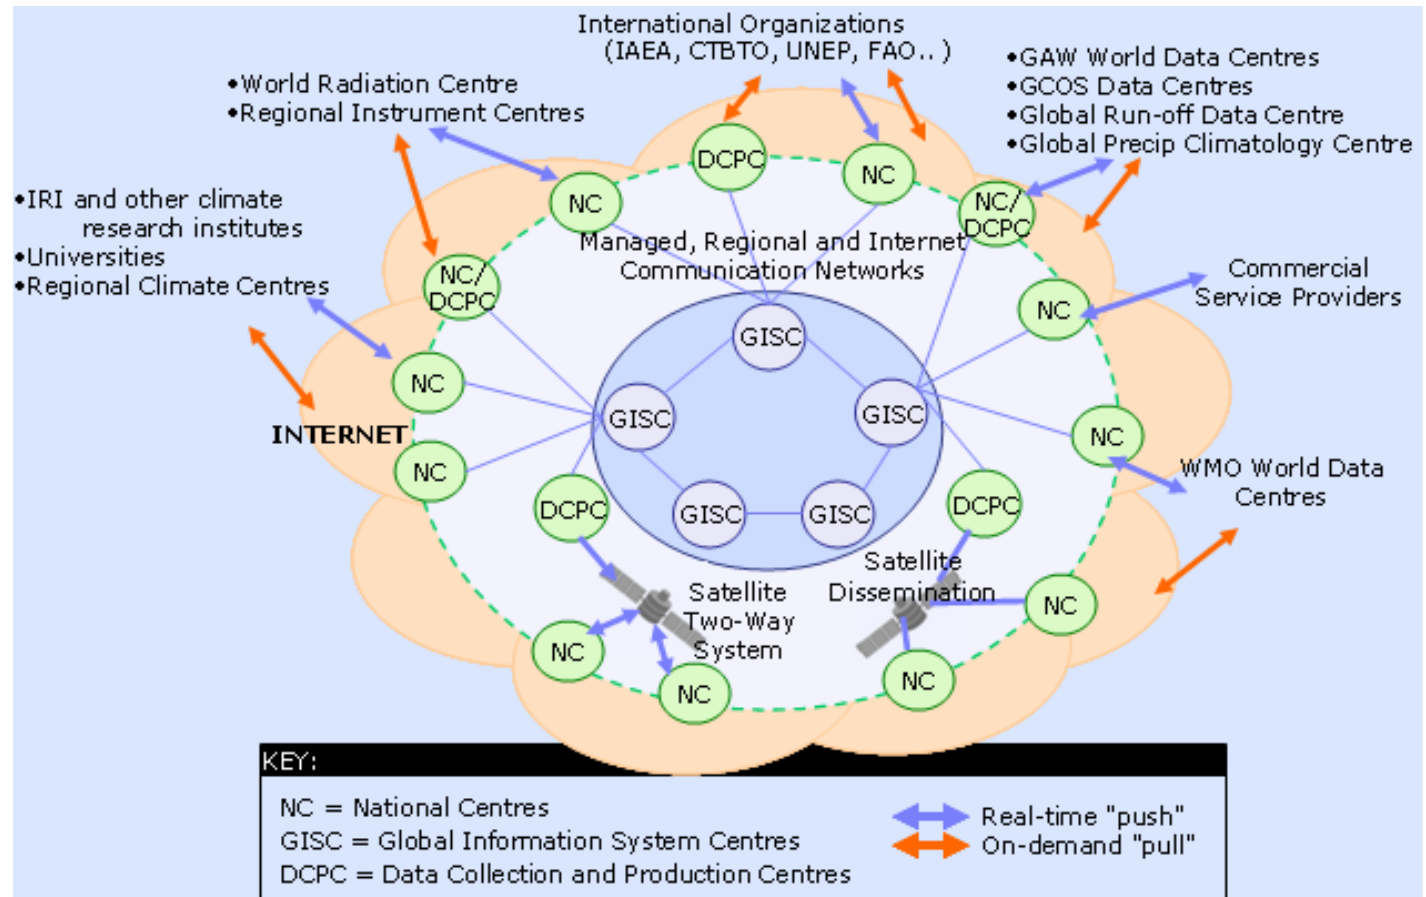 International Organizations
(IAEA, CTBTO, UNEP, FAO.. )
•World Radiation Centre
•Regional Instrument Centres
•GAW World Data Centres
•GCOS Data Centres
•Global Run-off Data Centre
•Global Precip Climatology Centre
•IRI and other climate
research institutes
•Universities
•Regional Climate Centres
DCPC
NC
NC
NC/
DCPC
Managed, Regional and Internet
Communication Networks
NC/
DCPC
Commercial
Service Providers
NC
GISC
NC
GISC
GISC
INTERNET
NC
NC
WMO World Data
Centres
DCPC
GISC
GISC
DCPC
Satellite
Two-Way
System
Satellite
Dissemination
NC
NC
NC
NC
KEY:
NC = National Centres
GISC = Global Information System Centres
DCPC = Data Collection and Production Centres
Real-time "push"
On-demand "pull"